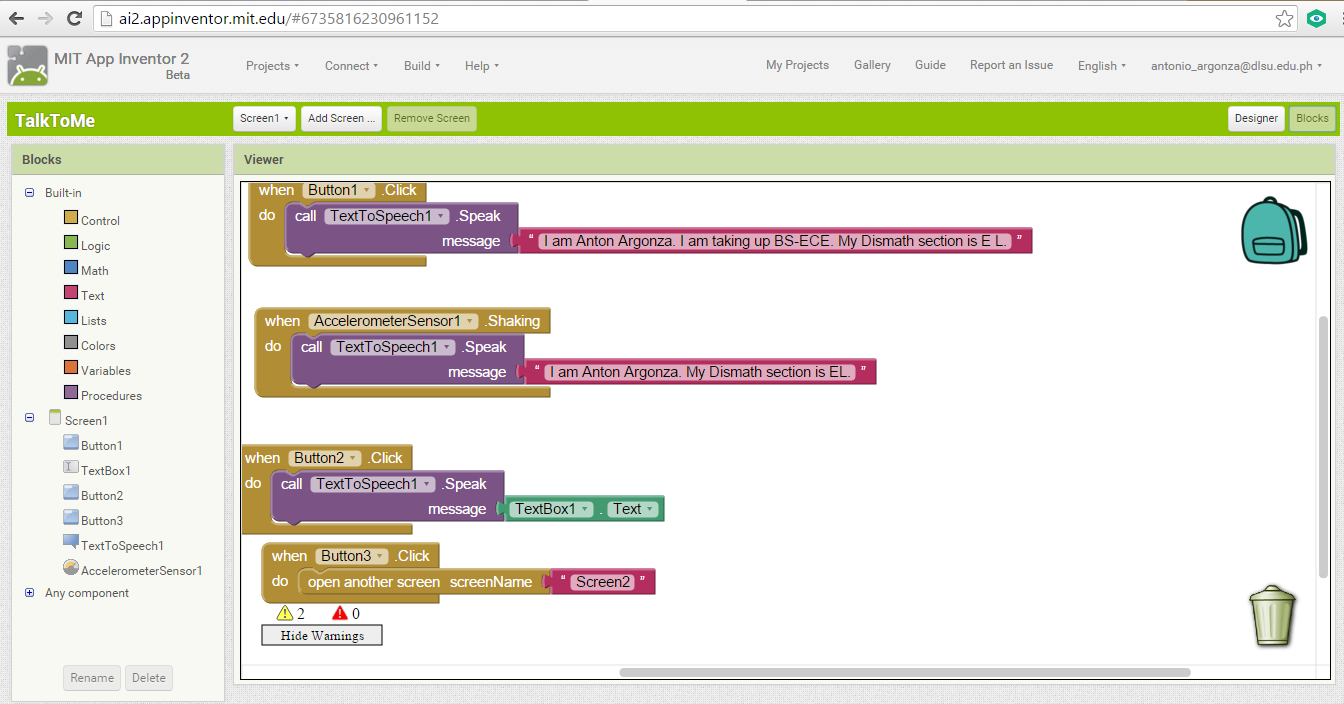 ai2.appinventor.mit.edu/#6735816230961152
MIT App Inventor 2
Beta
Projects
Connect
Build
Help
My Projects
Gallery
Guide
Report an Issue
English
antonio_argonza@dlsu.edu.ph
TalkToMe
Screen1
Add Screen ...
Remove Screen
Designer
Blocks
Blocks
Built-in
Control
Logic
Math
Text
Lists
Colors
Variables
Procedures
Screen1
Button1
TextBox1
Button2
Button3
TextToSpeech1
AccelerometerSensor1
Any component
Rename
Delete
Viewer
when Button1 .Click
do call TextToSpeech1 .Speak
message " I am Anton Argonza. I am taking up BS-ECE. My Dismath section is E L. "
when AccelerometerSensor1 .Shaking
do call TextToSpeech1 .Speak
message " I am Anton Argonza. My Dismath section is EL. "
when Button2 .Click
do call TextToSpeech1 .Speak
message TextBox1 . Text
when Button3 .Click
do open another screen screenName " Screen2 "
2 0
Hide Warnings